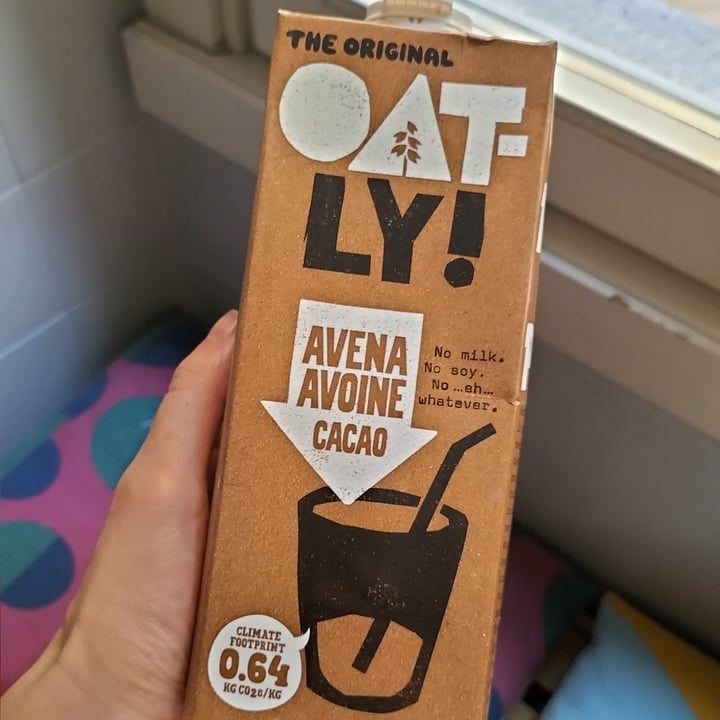 THE ORIGINAL
OAT-
LY!
AVENA
AVOINE
CACAO
No milk.
No soy.
No ...eh...
whatever.
CLIMATE
FOOTPRINT
0.64
KG CO2e/KG